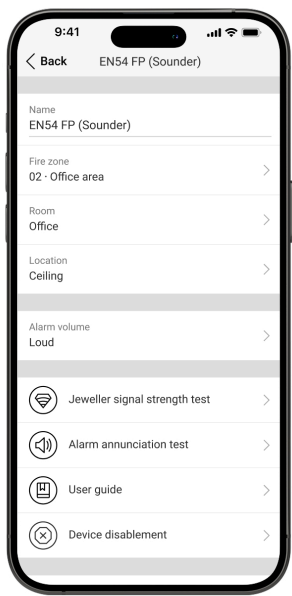 9:41
Back
EN54 FP (Sounder)
Name
EN54 FP (Sounder)
Fire zone
02 · Office area
Room
Office
Location
Ceiling
Alarm volume
Loud
Jeweller signal strength test
Alarm annunciation test
User guide
Device disablement